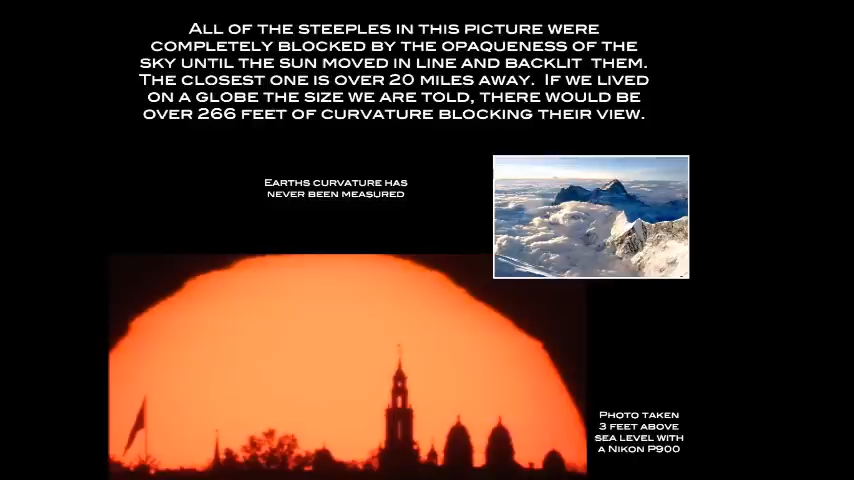 All of the steeples in this picture were
completely blocked by the opaqueness of the
sky until the sun moved in line and backlit them.
The closest one is over 20 miles away. If we lived
on a globe the size we are told, there would be
over 266 feet of curvature blocking their view.
Earths curvature has
never been measured
Photo taken
3 feet above
sea level with
a Nikon P900